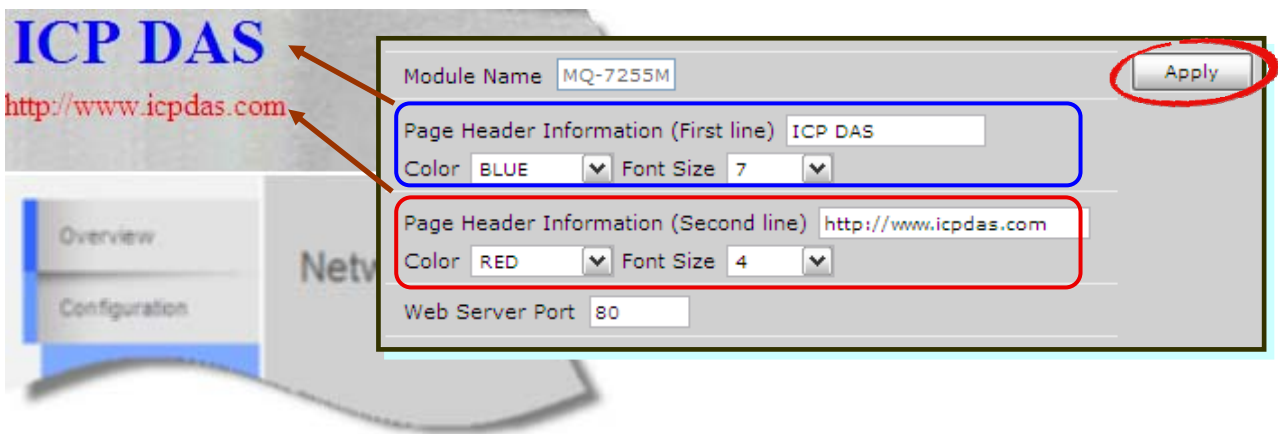 ICP DAS
http://www.icpdas.com
Overview
Configuration
Netw
Module Name MQ-7255M
Apply
Page Header Information (First line) ICP DAS
Color BLUE Font Size 7
Page Header Information (Second line) http://www.icpdas.com
Color RED Font Size 4
Web Server Port 80